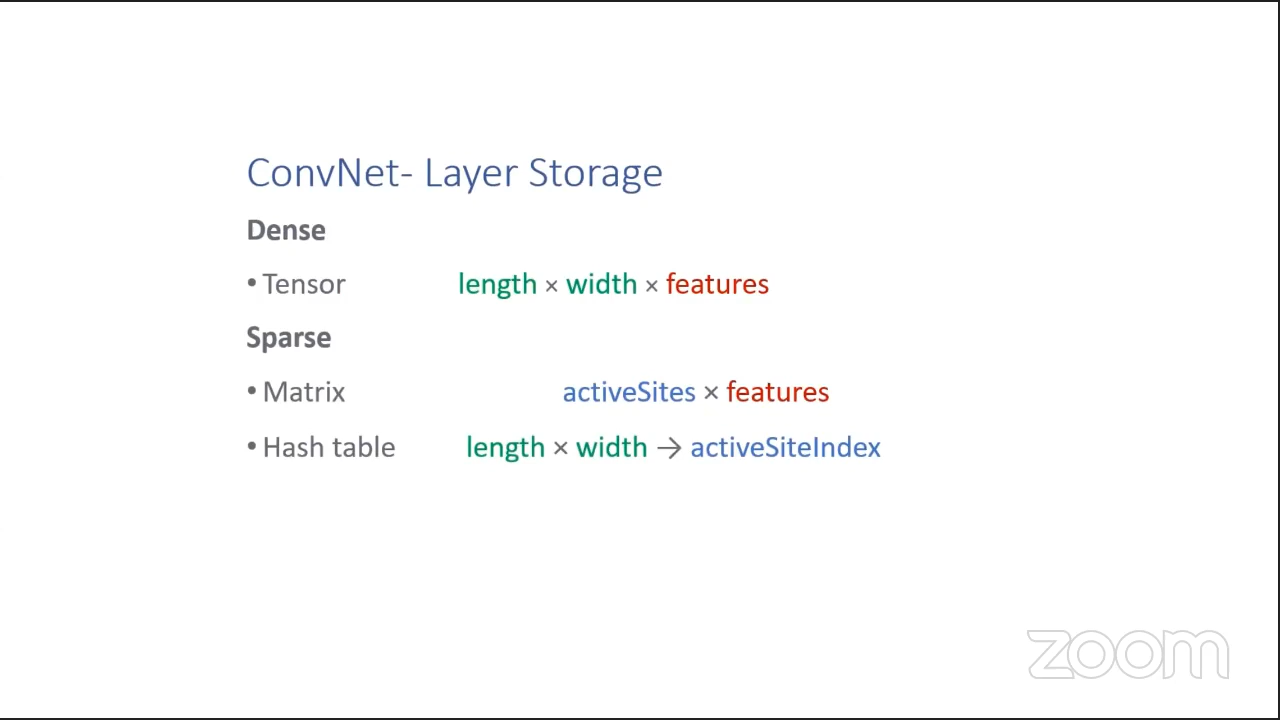 ConvNet- Layer Storage
Dense
• Tensor length × width × features
Sparse
• Matrix activeSites × features
• Hash table length × width → activeSiteIndex
zoom